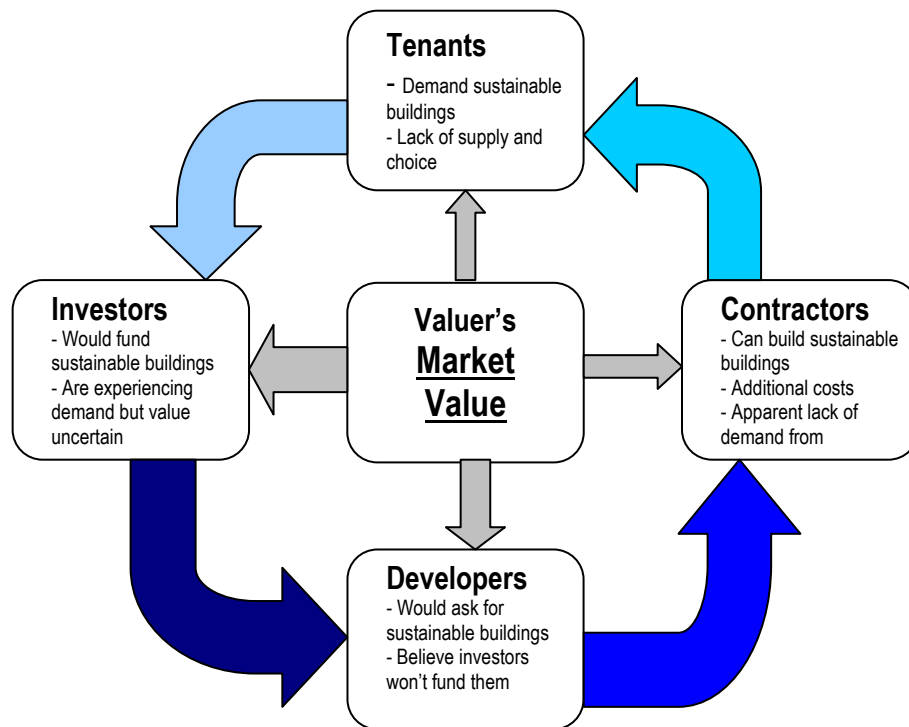 Tenants
- Demand sustainable
buildings
- Lack of supply and
choice
Investors
- Would fund
sustainable buildings
- Are experiencing
demand but value
uncertain
Valuer’s
Market
Value
Contractors
- Can build sustainable
buildings
- Additional costs
- Apparent lack of
demand from
Developers
- Would ask for
sustainable buildings
- Believe investors
won’t fund them